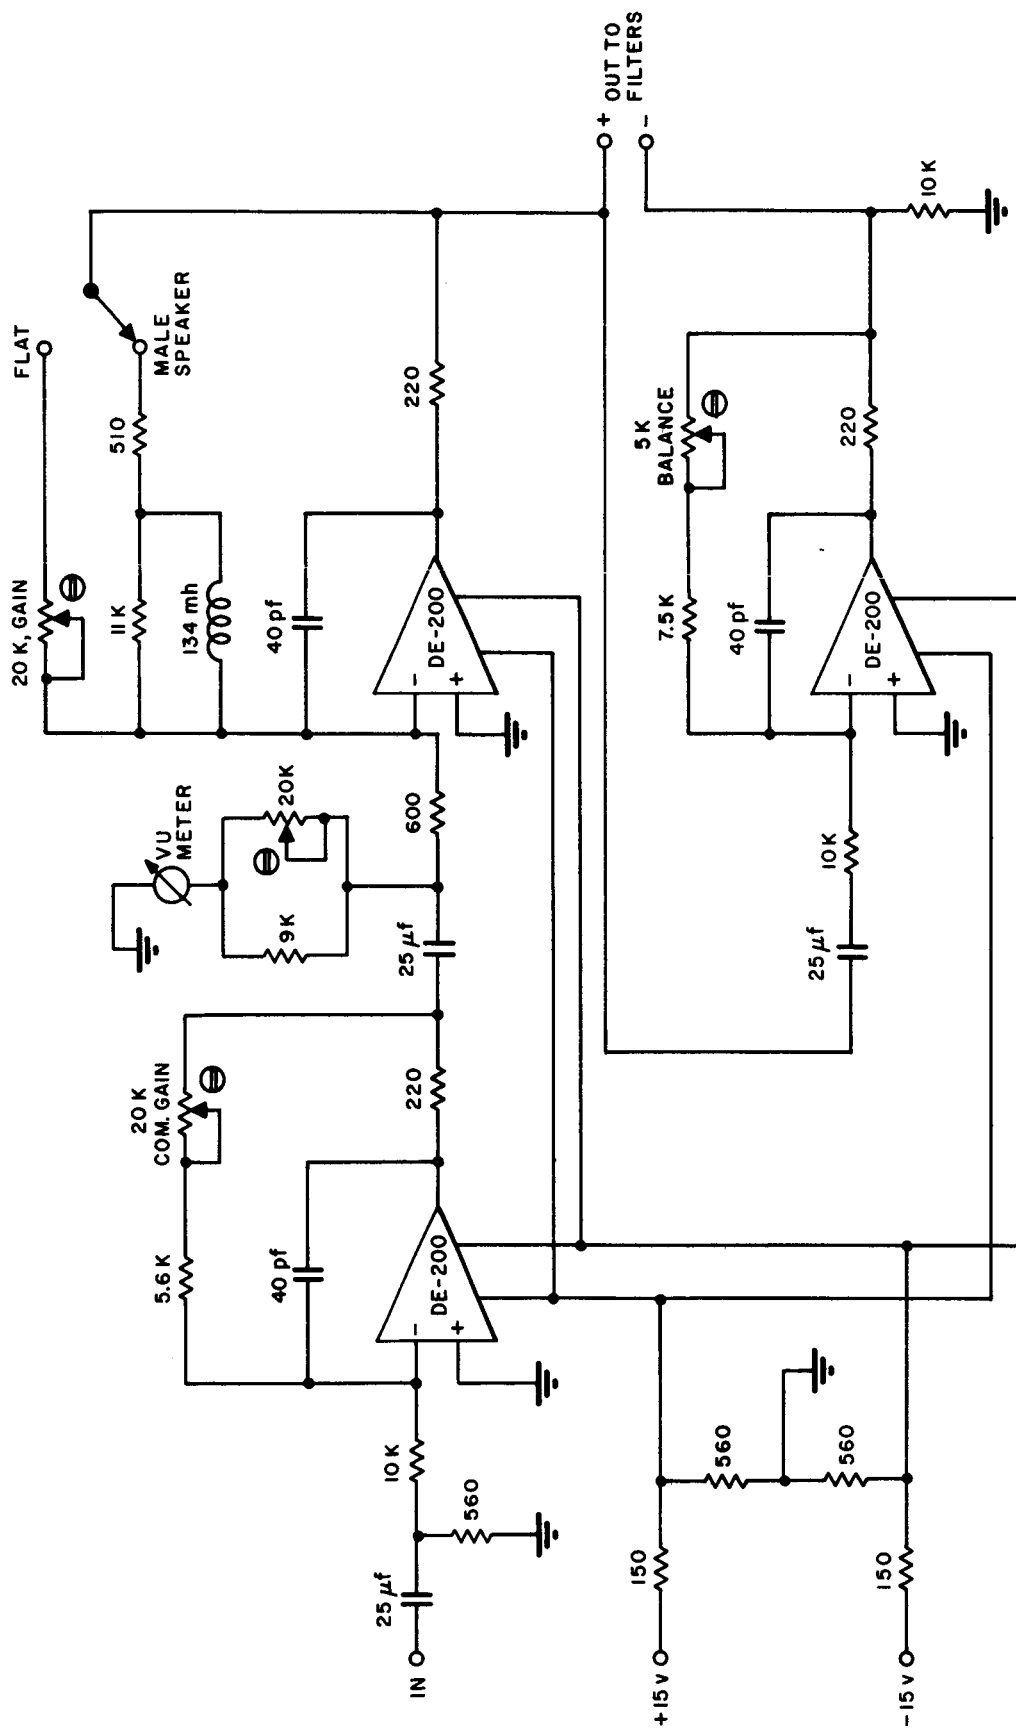 FLAT
MALE
SPEAKER
20 K, GAIN
510
11 K
134 mh
40 pf
220
DE-200
-
+
VU
METER
20K
9 K
600
25 µf
20 K
COM. GAIN
5.6 K
40 pf
220
DE-200
-
+
10 K
560
25 µf
IN
+
OUT TO
FILTERS
-
10 K
5 K
BALANCE
7.5 K
40 pf
220
DE-200
-
+
10 K
25 µf
560
560
150
150
+15 v
-15 v